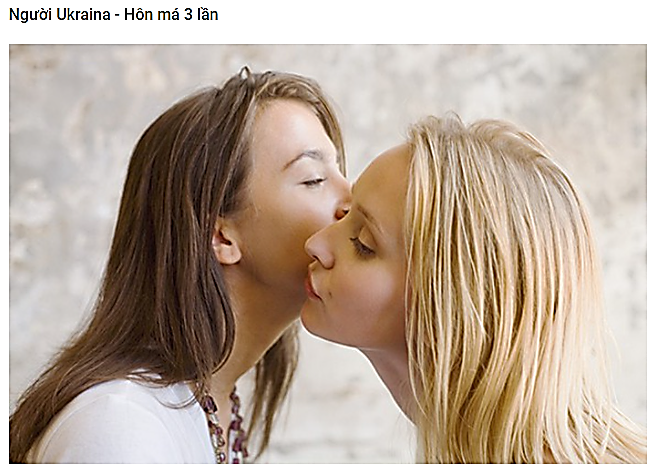 Người Ukraina - Hôn má 3 lần